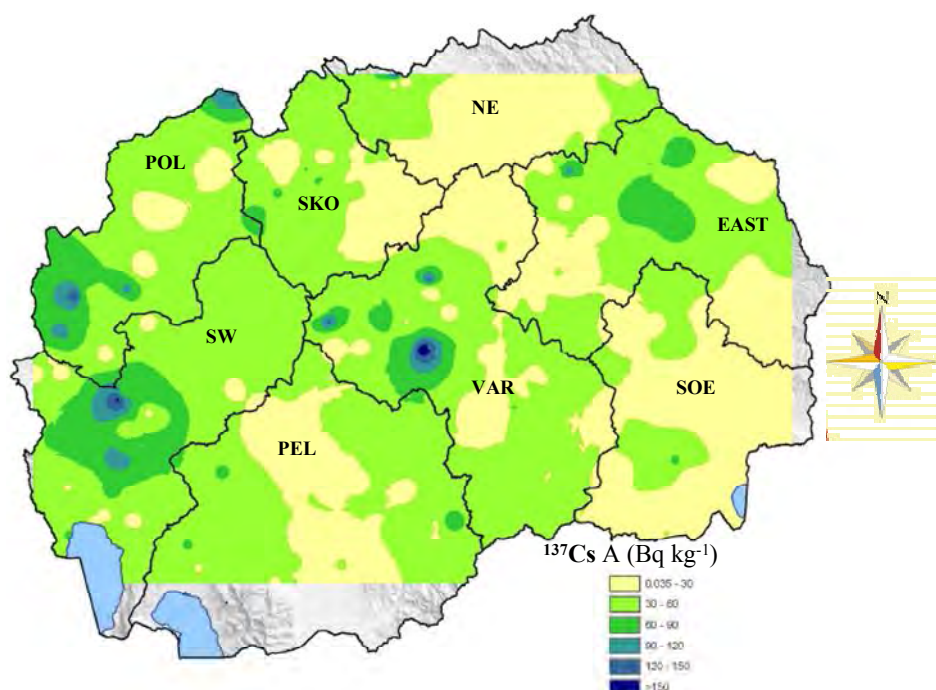 NE
POL
SKO
EAST
SW
VAR
SOE
PEL
N
¹³⁷Cs A (Bq kg⁻¹)
0.035 - 30
30 - 60
60 - 90
90 - 120
120 - 150
>150